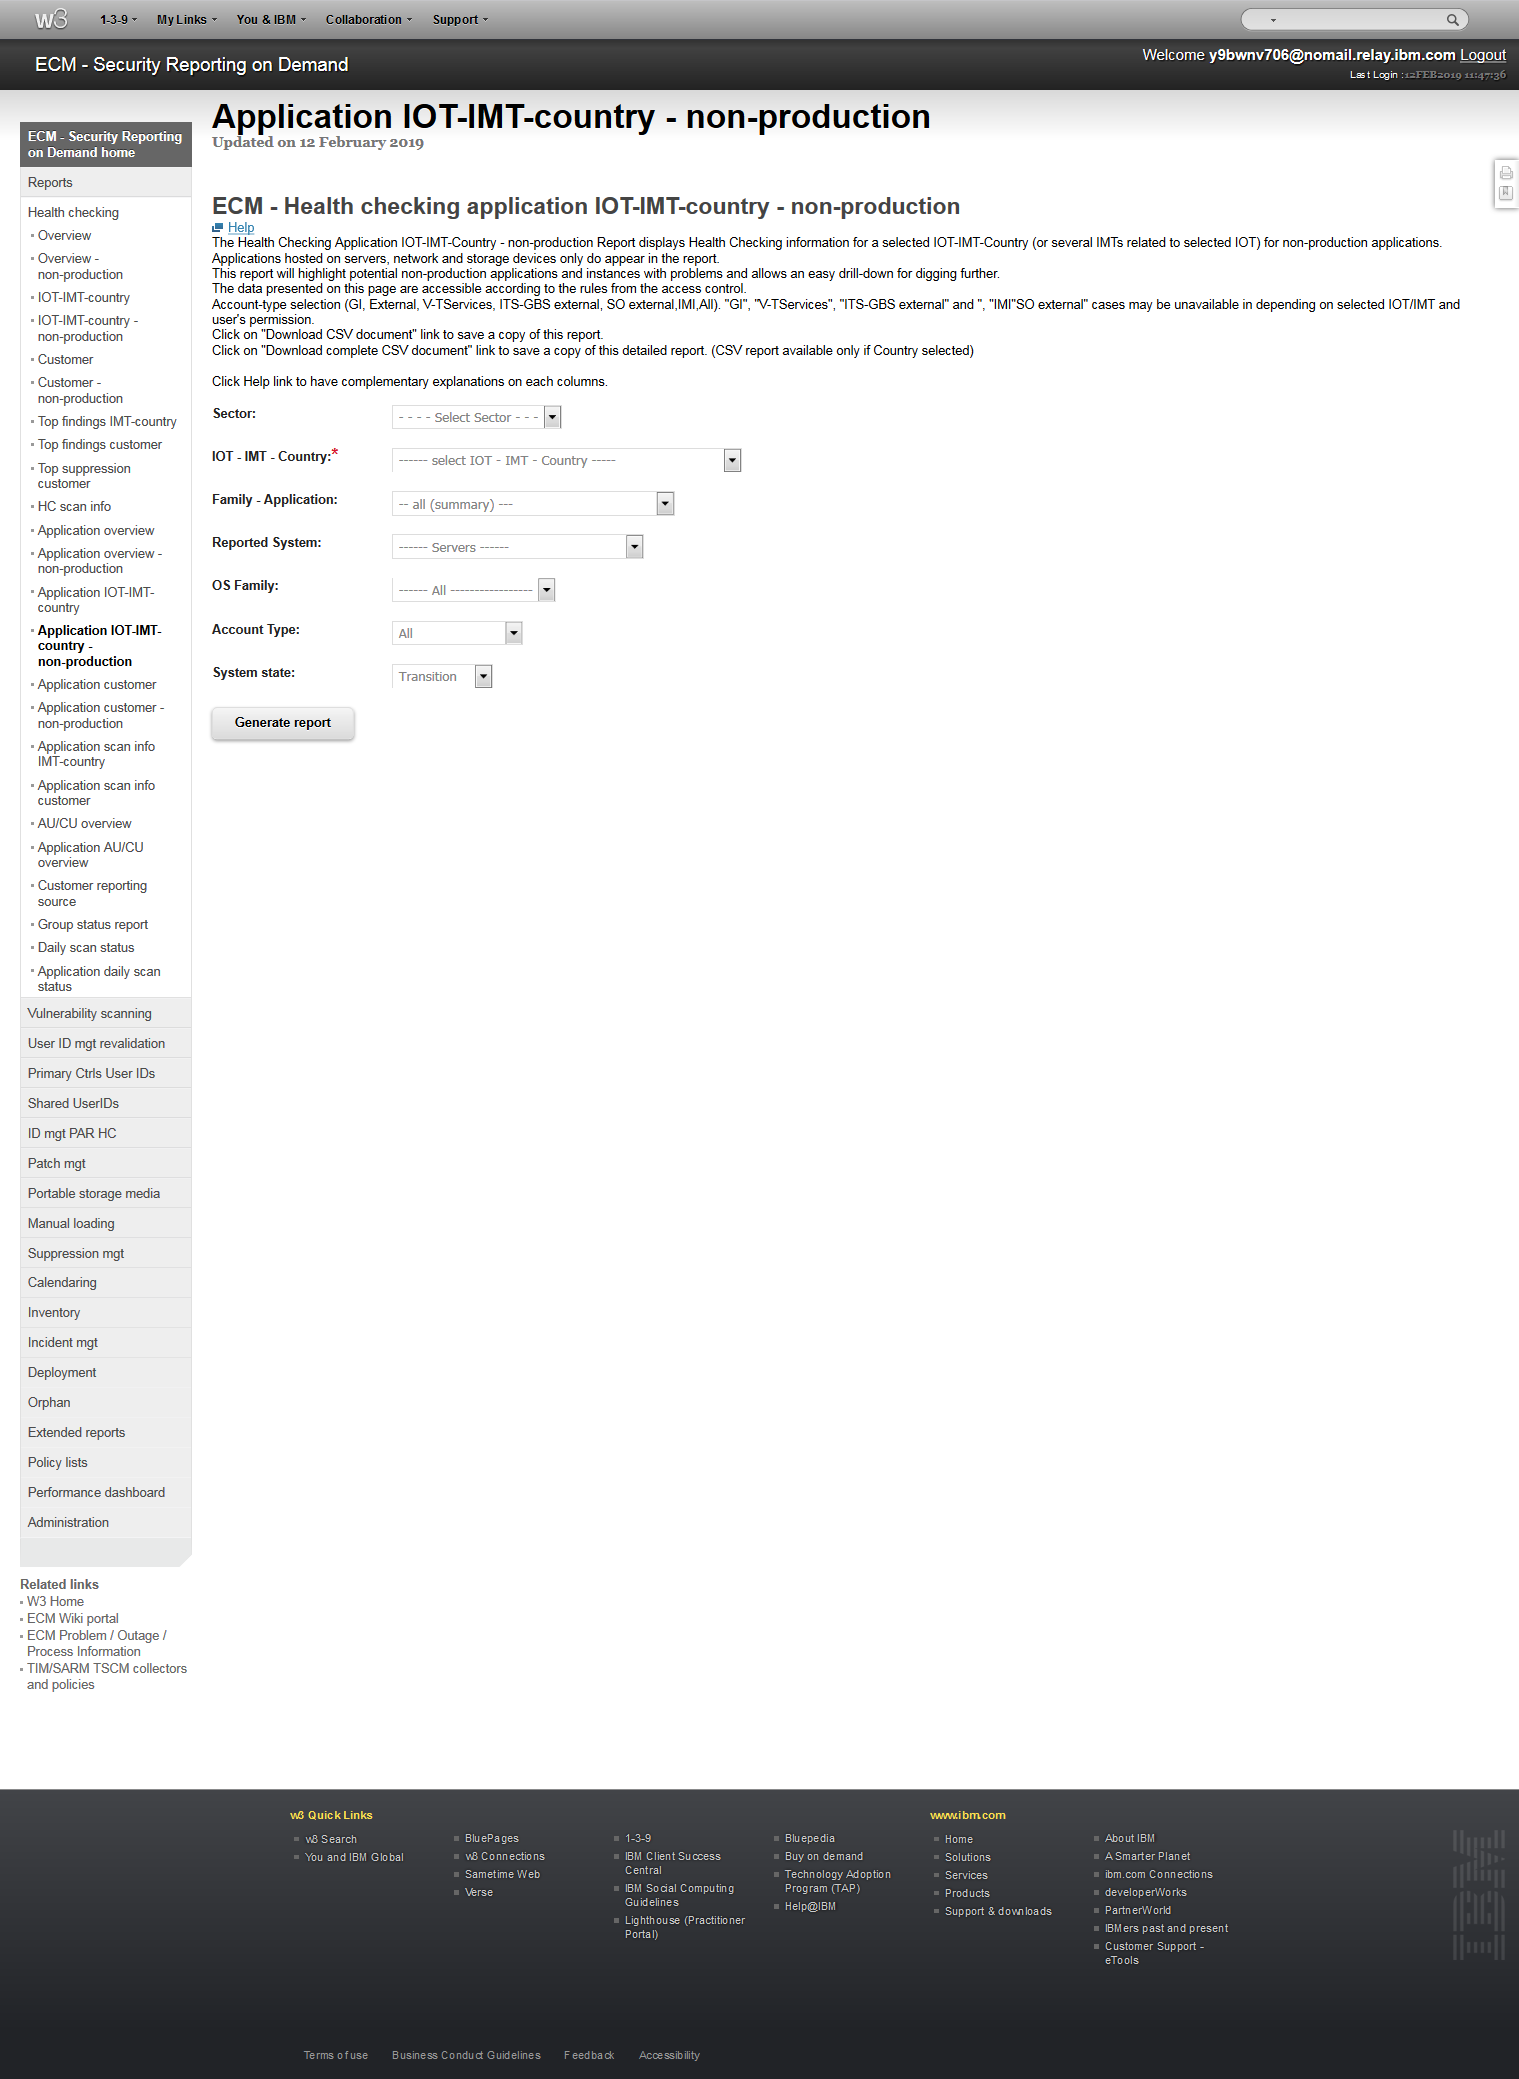 w3 1-3-9 My Links You & IBM Collaboration Support
ECM - Security Reporting on Demand
Welcome y9bwnv706@nomail.relay.ibm.com Logout
Last Login :12FEB2019 11:47:36
Application IOT-IMT-country - non-production
Updated on 12 February 2019
ECM - Security Reporting
on Demand home
Reports
Health checking
Overview
Overview -
non-production
IOT-IMT-country
IOT-IMT-country -
non-production
Customer
Customer -
non-production
Top findings IMT-country
Top findings customer
Top suppression
customer
HC scan info
Application overview
Application overview -
non-production
Application IOT-IMT-
country
Application IOT-IMT-
country -
non-production
Application customer
Application customer -
non-production
Application scan info
IMT-country
Application scan info
customer
AU/CU overview
Application AU/CU
overview
Customer reporting
source
Group status report
Daily scan status
Application daily scan
status
Vulnerability scanning
User ID mgt revalidation
Primary Ctrls User IDs
Shared UserIDs
ID mgt PAR HC
Patch mgt
Portable storage media
Manual loading
Suppression mgt
Calendaring
Inventory
Incident mgt
Deployment
Orphan
Extended reports
Policy lists
Performance dashboard
Administration
Related links
W3 Home
ECM Wiki portal
ECM Problem / Outage /
Process Information
TIM/SARM TSCM collectors
and policies
ECM - Health checking application IOT-IMT-country - non-production
Help
The Health Checking Application IOT-IMT-Country - non-production Report displays Health Checking information for a selected IOT-IMT-Country (or several IMTs related to selected IOT) for non-production applications.
Applications hosted on servers, network and storage devices only do appear in the report.
This report will highlight potential non-production applications and instances with problems and allows an easy drill-down for digging further.
The data presented on this page are accessible according to the rules from the access control.
Account-type selection (GI, External, V-TServices, ITS-GBS external, SO external,IMI,All). "GI", "V-TServices", "ITS-GBS external" and ", "IMI"SO external" cases may be unavailable in depending on selected IOT/IMT and
user's permission.
Click on "Download CSV document" link to save a copy of this report.
Click on "Download complete CSV document" link to save a copy of this detailed report. (CSV report available only if Country selected)
Click Help link to have complementary explanations on each columns.
Sector: - - - - Select Sector - - -
IOT - IMT - Country:* ------ select IOT - IMT - Country -----
Family - Application: -- all (summary) ---
Reported System: ------ Servers ------
OS Family: ------ All -----------------
Account Type: All
System state: Transition
Generate report
w3 Quick Links
w3 Search
You and IBM Global
BluePages
w3 Connections
Sametime Web
Verse
1-3-9
IBM Client Success
Central
IBM Social Computing
Guidelines
Lighthouse (Practitioner
Portal)
Bluepedia
Buy on demand
Technology Adoption
Program (TAP)
Help@IBM
www.ibm.com
Home
Solutions
Services
Products
Support & downloads
About IBM
A Smarter Planet
ibm.com Connections
developerWorks
PartnerWorld
IBMers past and present
Customer Support -
eTools
IBM
Terms of use Business Conduct Guidelines Feedback Accessibility